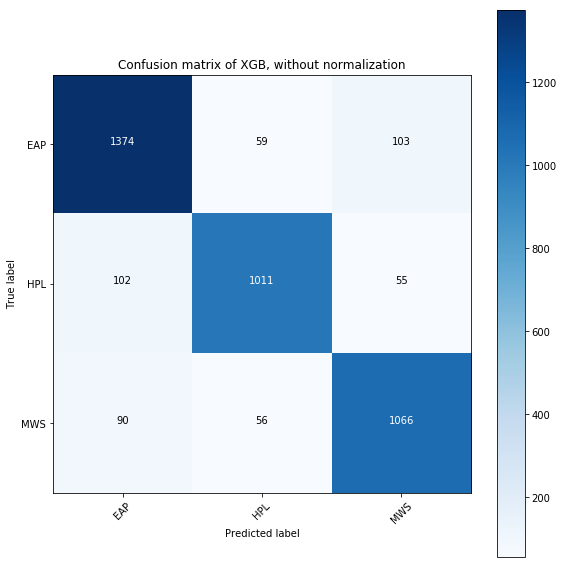 Confusion matrix of XGB, without normalization
True label
EAP 1374 59 103
HPL 102 1011 55
MWS 90 56 1066
EAP HPL MWS
Predicted label
1200
1000
800
600
400
200